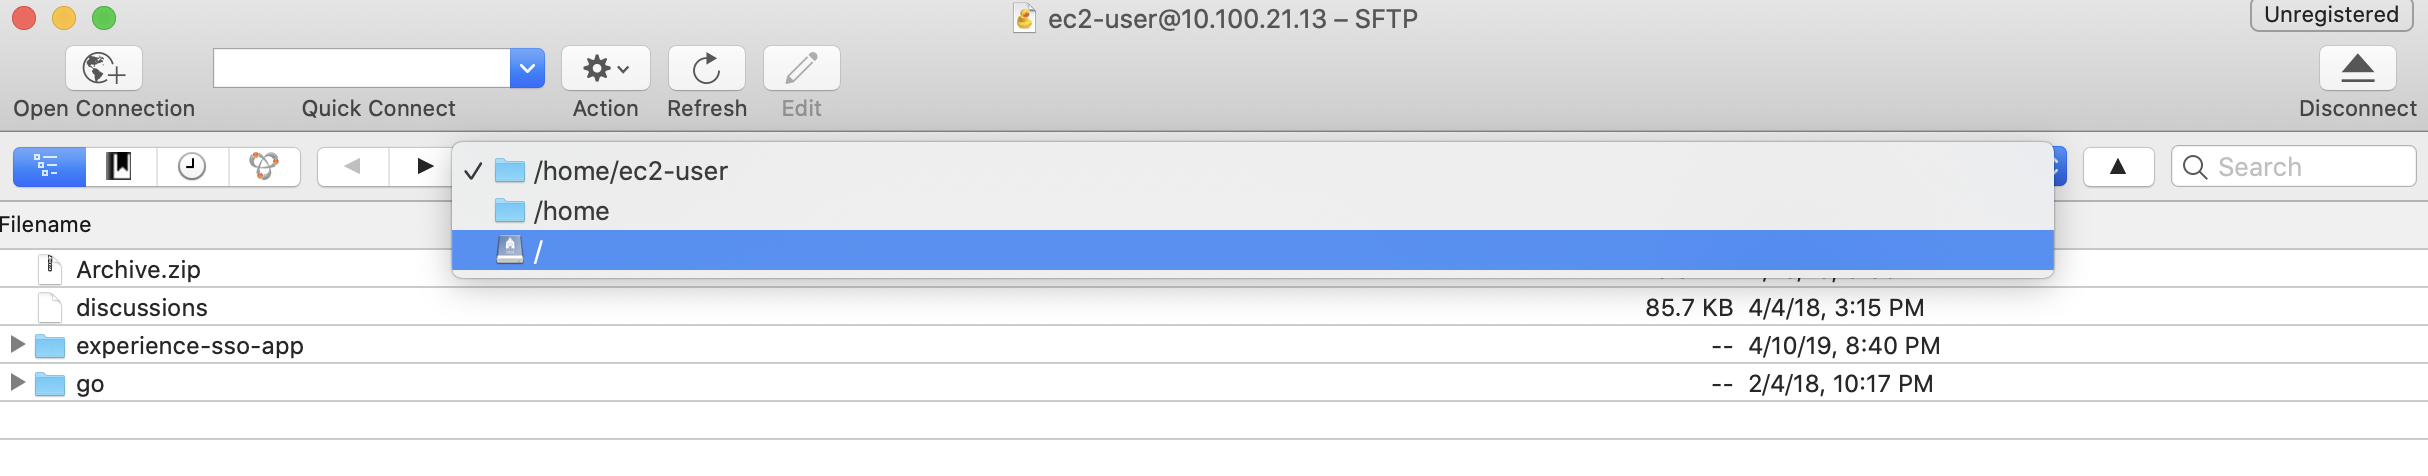 ec2-user@10.100.21.13 – SFTP
Unregistered
Open Connection
Quick Connect
Action
Refresh
Edit
Disconnect
/home/ec2-user
/home
/
Search
Filename
Archive.zip
discussions 85.7 KB 4/4/18, 3:15 PM
experience-sso-app -- 4/10/19, 8:40 PM
go -- 2/4/18, 10:17 PM